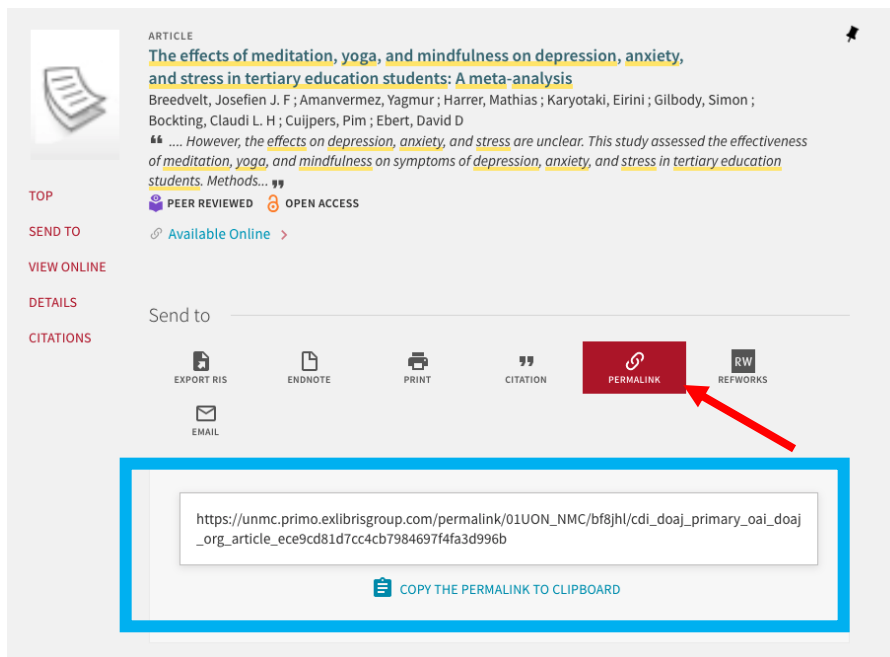 ARTICLE
The effects of meditation, yoga, and mindfulness on depression, anxiety,
and stress in tertiary education students: A meta-analysis
Breedvelt, Josefien J. F ; Amanvermez, Yagmur ; Harrer, Mathias ; Karyotaki, Eirini ; Gilbody, Simon ;
Bockting, Claudi L. H ; Cuijpers, Pim ; Ebert, David D
“ .... However, the effects on depression, anxiety, and stress are unclear. This study assessed the effectiveness
of meditation, yoga, and mindfulness on symptoms of depression, anxiety, and stress in tertiary education
students. Methods... ”
PEER REVIEWED OPEN ACCESS
Available Online >
TOP
SEND TO
VIEW ONLINE
DETAILS
CITATIONS
Send to
EXPORT RIS
ENDNOTE
PRINT
CITATION
PERMALINK
RW
REFWORKS
EMAIL
https://unmc.primo.exlibrisgroup.com/permalink/01UON_NMC/bf8jhl/cdi_doaj_primary_oai_doaj
_org_article_ece9cd81d7cc4cb7984697f4fa3d996b
COPY THE PERMALINK TO CLIPBOARD